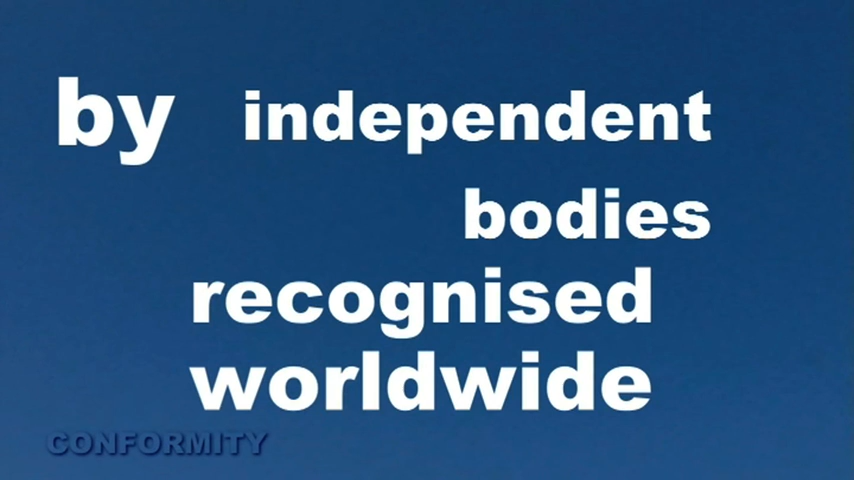 by independent
bodies
recognised
worldwide
CONFORMITY